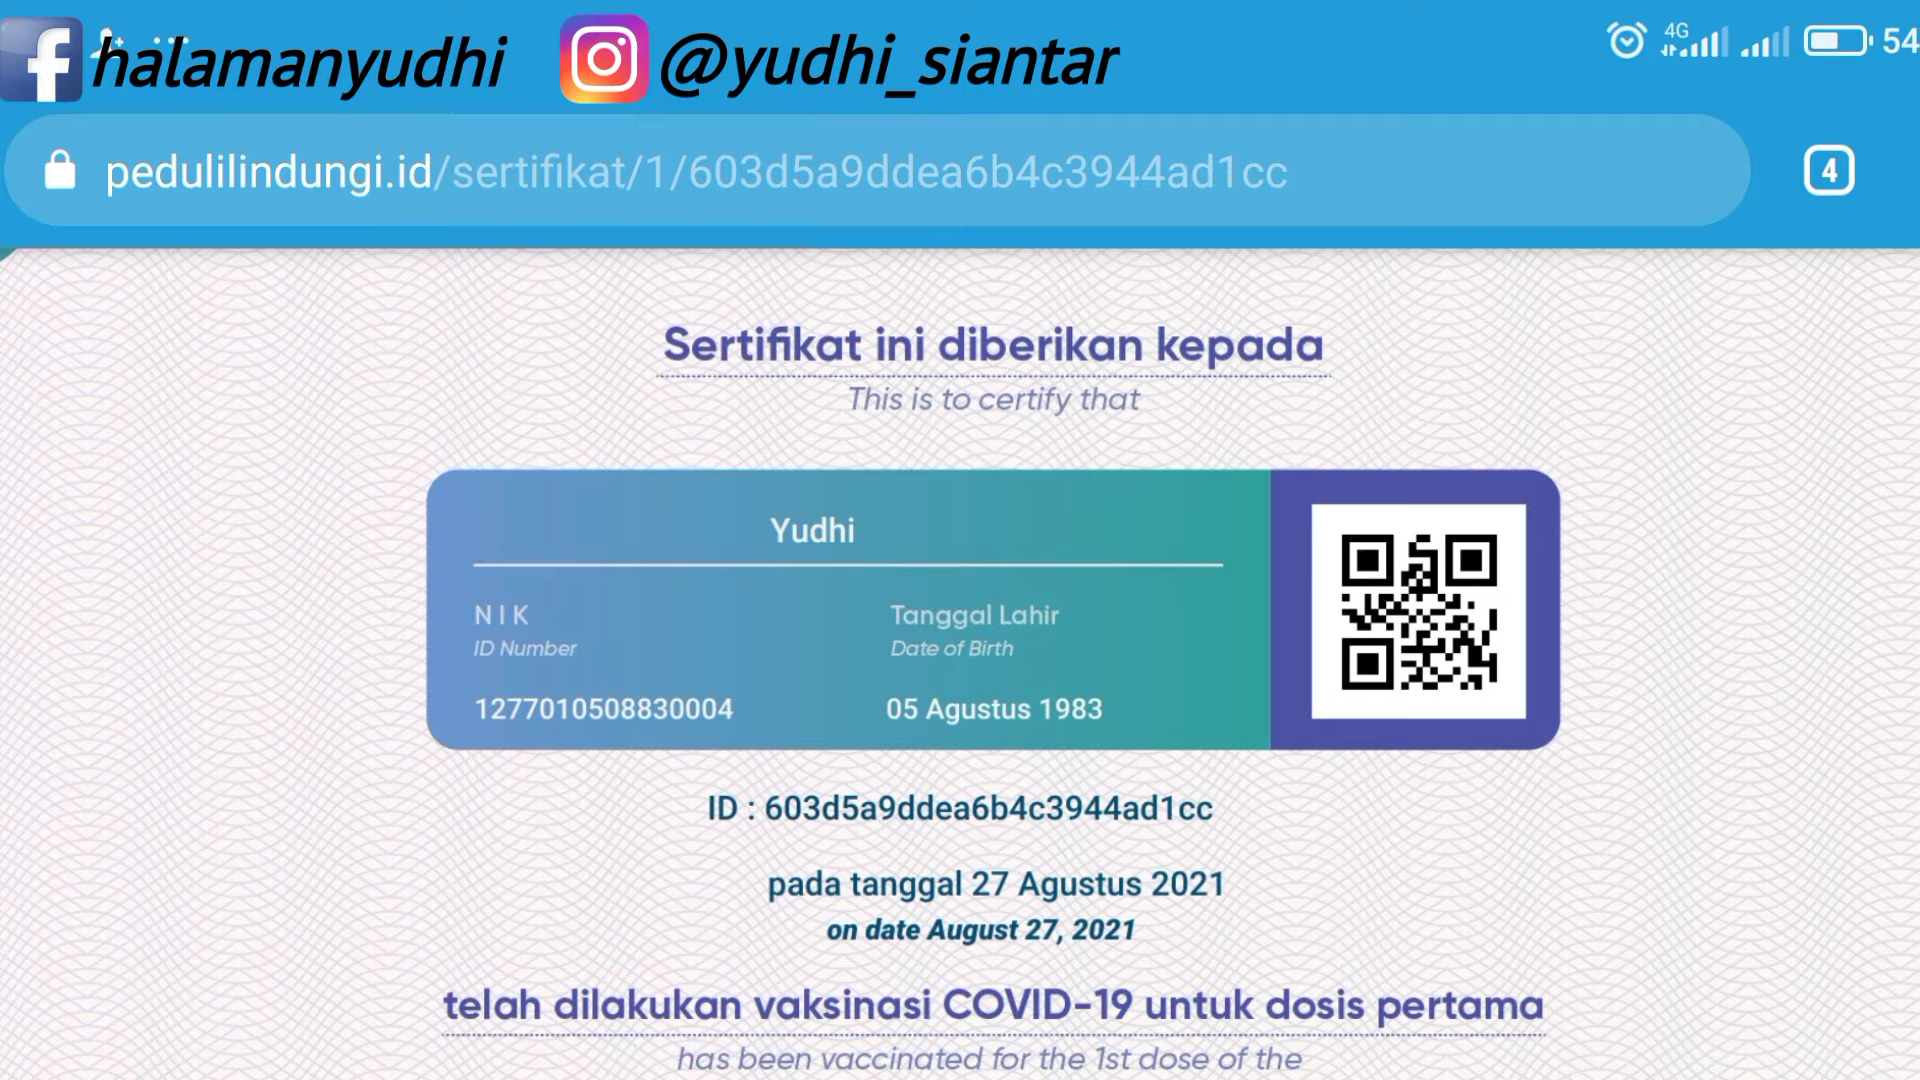 halamanyudhi @yudhi_siantar 4G 54
pedulilindungi.id/sertifikat/1/603d5a9ddea6b4c3944ad1cc 4
Sertifikat ini diberikan kepada
This is to certify that
Yudhi
NIK Tanggal Lahir
ID Number Date of Birth
1277010508830004 05 Agustus 1983
ID : 603d5a9ddea6b4c3944ad1cc
pada tanggal 27 Agustus 2021
on date August 27, 2021
telah dilakukan vaksinasi COVID-19 untuk dosis pertama
has been vaccinated for the 1st dose of the